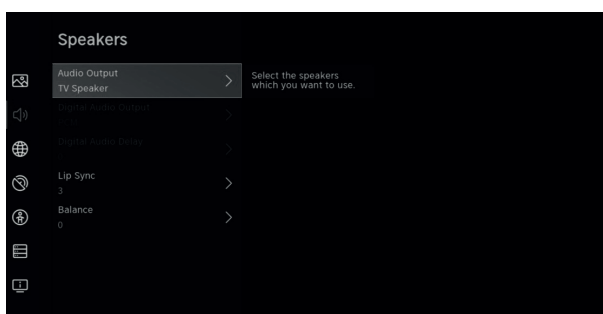 Speakers
Audio Output
TV Speaker
Select the speakers
which you want to use.
Digital Audio Output
Digital Audio Delay
Lip Sync
3
Balance
0